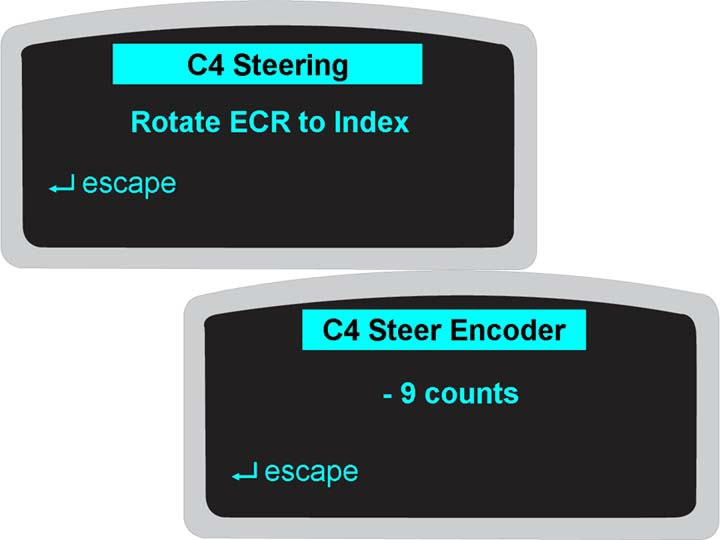 C4 Steering
Rotate ECR to Index
escape
C4 Steer Encoder
- 9 counts
escape